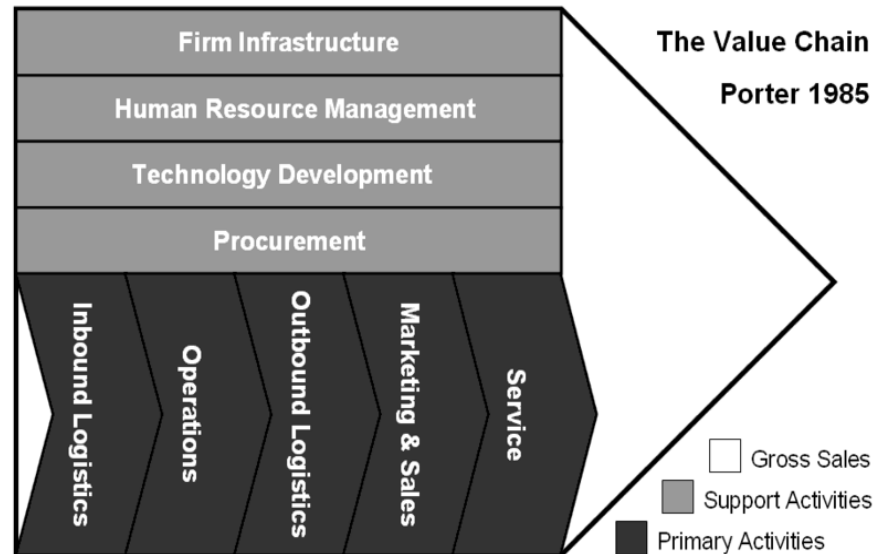 Firm Infrastructure
Human Resource Management
Technology Development
Procurement
Inbound Logistics
Operations
Outbound Logistics
Marketing & Sales
Service
The Value Chain
Porter 1985
Gross Sales
Support Activities
Primary Activities